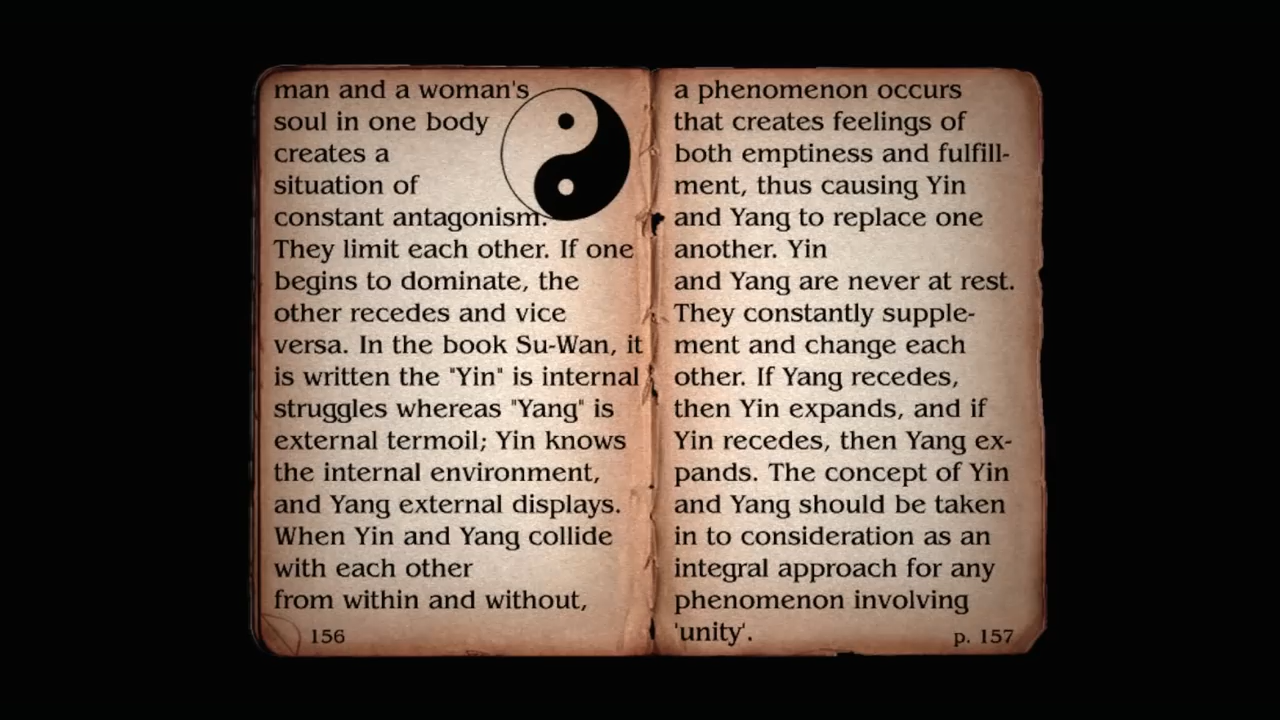 man and a woman's
soul in one body
creates a
situation of
constant antagonism.
They limit each other. If one
begins to dominate, the
other recedes and vice
versa. In the book Su-Wan, it
is written the "Yin" is internal
struggles whereas "Yang" is
external termoil; Yin knows
the internal environment,
and Yang external displays.
When Yin and Yang collide
with each other
from within and without,
156
a phenomenon occurs
that creates feelings of
both emptiness and fulfill-
ment, thus causing Yin
and Yang to replace one
another. Yin
and Yang are never at rest.
They constantly supple-
ment and change each
other. If Yang recedes,
then Yin expands, and if
Yin recedes, then Yang ex-
pands. The concept of Yin
and Yang should be taken
in to consideration as an
integral approach for any
phenomenon involving
'unity'.
p. 157